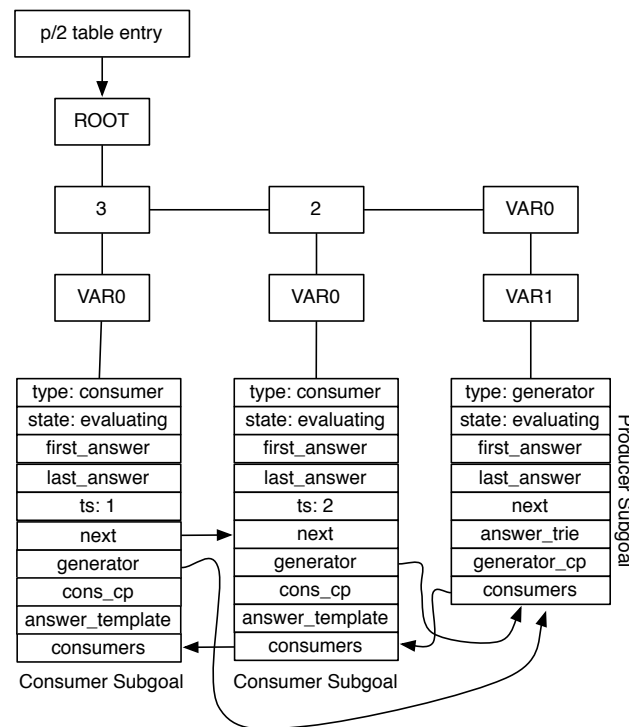 p/2 table entry
ROOT
3
2
VAR0
VAR0
VAR0
VAR1
type: consumer
state: evaluating
first_answer
last_answer
ts: 1
next
generator
cons_cp
answer_template
consumers
Consumer Subgoal
type: consumer
state: evaluating
first_answer
last_answer
ts: 2
next
generator
cons_cp
answer_template
consumers
Consumer Subgoal
type: generator
state: evaluating
first_answer
last_answer
next
answer_trie
generator_cp
consumers
Producer Subgoal